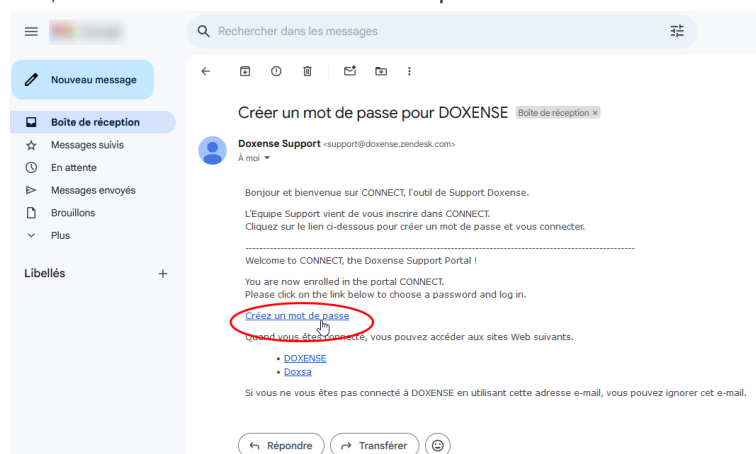 Rechercher dans les messages
Nouveau message
Boîte de réception
Messages suivis
En attente
Messages envoyés
Brouillons
Plus
Libellés
Créer un mot de passe pour DOXENSE Boîte de réception ×
Doxense Support <support@doxense.zendesk.com>
À moi
Bonjour et bienvenue sur CONNECT, l'outil de Support Doxense.
L'Equipe Support vient de vous inscrire dans CONNECT.
Cliquez sur le lien ci-dessous pour créer un mot de passe et vous connecter.
Welcome to CONNECT, the Doxense Support Portal !
You are now enrolled in the portal CONNECT.
Please click on the link below to choose a password and log in.
Créez un mot de passe
Quand vous êtes connecté, vous pouvez accéder aux sites Web suivants.
DOXENSE
Doxsa
Si vous ne vous êtes pas connecté à DOXENSE en utilisant cette adresse e-mail, vous pouvez ignorer cet e-mail.
Répondre
Transférer